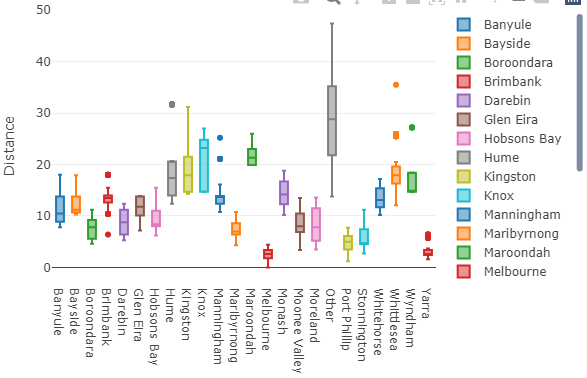 50
40
30
20
10
0
Distance
Banyule
Bayside
Boroondara
Brimbank
Darebin
Glen Eira
Hobsons Bay
Hume
Kingston
Knox
Manningham
Maribyrnong
Maroondah
Melbourne
Monash
Moonee Valley
Moreland
Other
Port Phillip
Stonnington
Whitehorse
Whittlesea
Wyndham
Yarra
Banyule
Bayside
Boroondara
Brimbank
Darebin
Glen Eira
Hobsons Bay
Hume
Kingston
Knox
Manningham
Maribyrnong
Maroondah
Melbourne